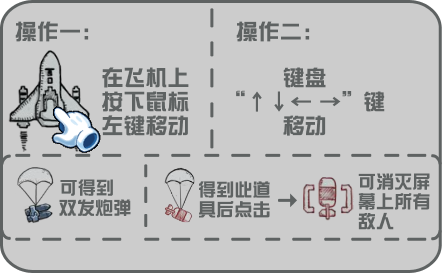 操作一：
在飞机上
按下鼠标
左键移动
操作二：
键盘
“↑↓←→”键
移动
可得到
双发炮弹
得到此道
具后点击
→
可消灭屏
幕上所有
敌人